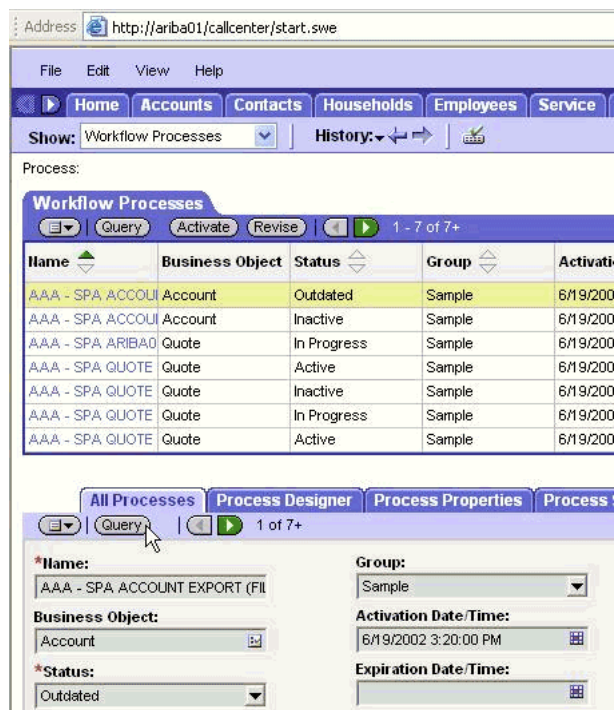 Address http://ariba01/callcenter/start.swe
File Edit View Help
Home Accounts Contacts Households Employees Service
Show: Workflow Processes History:
Process:
Workflow Processes
Query Activate Revise 1 - 7 of 7+
Name Business Object Status Group Activati
AAA - SPA ACCOU Account Outdated Sample 6/19/200
AAA - SPA ACCOU Account Inactive Sample 6/19/200
AAA - SPA ARIBA0 Quote In Progress Sample 6/19/200
AAA - SPA QUOTE Quote Active Sample 6/19/200
AAA - SPA QUOTE Quote Inactive Sample 6/19/200
AAA - SPA QUOTE Quote In Progress Sample 6/19/200
AAA - SPA QUOTE Quote Active Sample 6/19/200
All Processes Process Designer Process Properties Process
Query 1 of 7+
*Name: Group:
AAA - SPA ACCOUNT EXPORT (FIL Sample
Business Object: Activation Date/Time:
Account 6/19/2002 3:20:00 PM
*Status: Expiration Date/Time:
Outdated